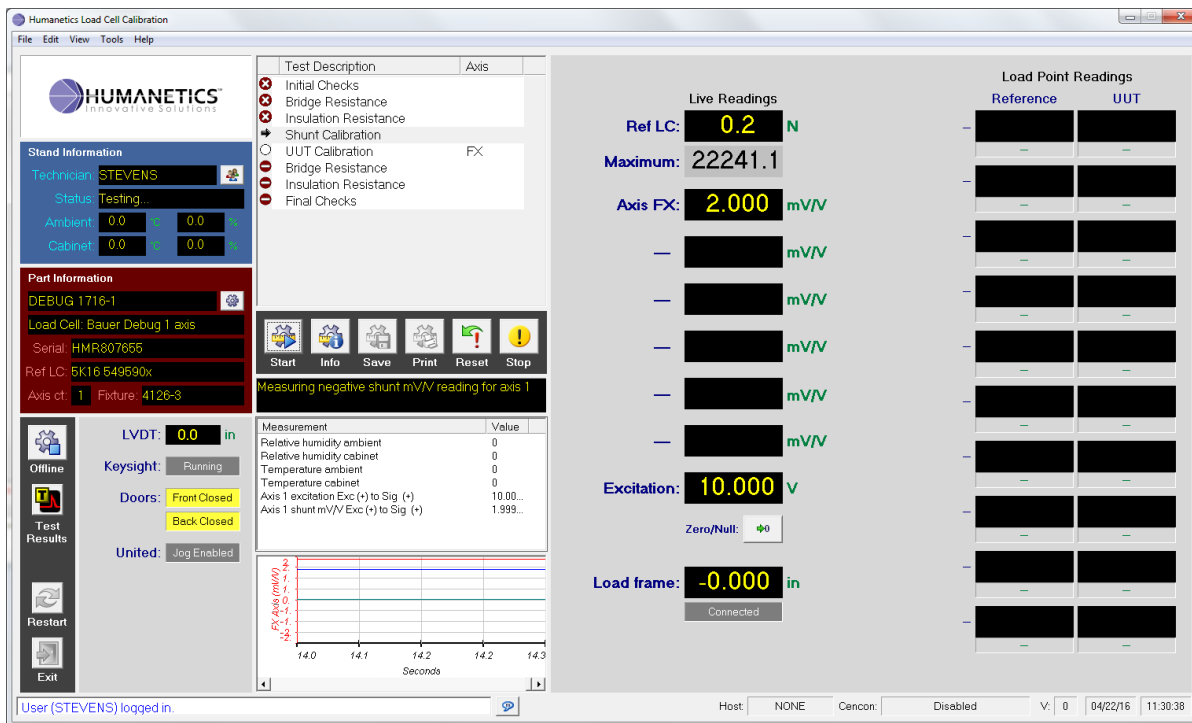 Humanetics Load Cell Calibration
File Edit View Tools Help
HUMANETICS
Innovative Solutions
Stand Information
Technician: STEVENS
Status: Testing...
Ambient: 0.0 °C 0.0 %
Cabinet: 0.0 °C 0.0 %
Part Information
DEBUG 1716-1
Load Cell: Bauer Debug 1 axis
Serial: HMR807655
Ref LC: 5K16 549590x
Axis ct: 1 Fixture: 4126-3
Offline
Test Results
Restart
Exit
LVDT: 0.0 in
Keysight: Running
Doors: Front Closed
Back Closed
United: Jog Enabled
Test Description Axis
Initial Checks
Bridge Resistance
Insulation Resistance
Shunt Calibration
UUT Calibration FX
Bridge Resistance
Insulation Resistance
Final Checks
Start Info Save Print Reset Stop
Measuring negative shunt mV/V reading for axis 1
Measurement Value
Relative humidity ambient 0
Relative humidity cabinet 0
Temperature ambient 0
Temperature cabinet 0
Axis 1 excitation Exc (+) to Sig (+) 10.00...
Axis 1 shunt mV/V Exc (+) to Sig (+) 1.999...
FX Axis (mV/V)
2.
2.
1.
1.
0.
-1.
-1.
-2.
-2.
14.0 14.1 14.2 14.2 14.3
Seconds
Live Readings
Ref LC: 0.2 N
Maximum: 22241.1
Axis FX: 2.000 mV/V
— mV/V
— mV/V
— mV/V
— mV/V
— mV/V
Excitation: 10.000 V
Zero/Null: 0
Load frame: -0.000 in
Connected
Load Point Readings
Reference UUT
User (STEVENS) logged in.
Host: NONE Cencon: Disabled V: 0 04/22/16 11:30:38